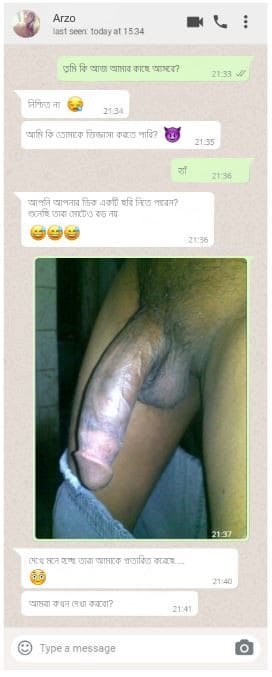 Arzo
last seen: today at 15:34
তুমি কি আজ আমার কাছে আসবে?
21:33
নিশ্চিত না 😪
21:34
আমি কি তোমাকে জিজ্ঞাসা করতে পারি? 😈
21:35
হ্যাঁ
21:36
আপনি আপনার ডিক একটি ছবি নিতে পারেন?
শুনেছি তারা মোটেও বড় নয়
😅😅😅
21:36
21:37
দেখে মনে হচ্ছে তারা আমাকে প্রতারিত করেছে....
😳
21:40
আমরা কখন দেখা করবো?
21:41
Type a message